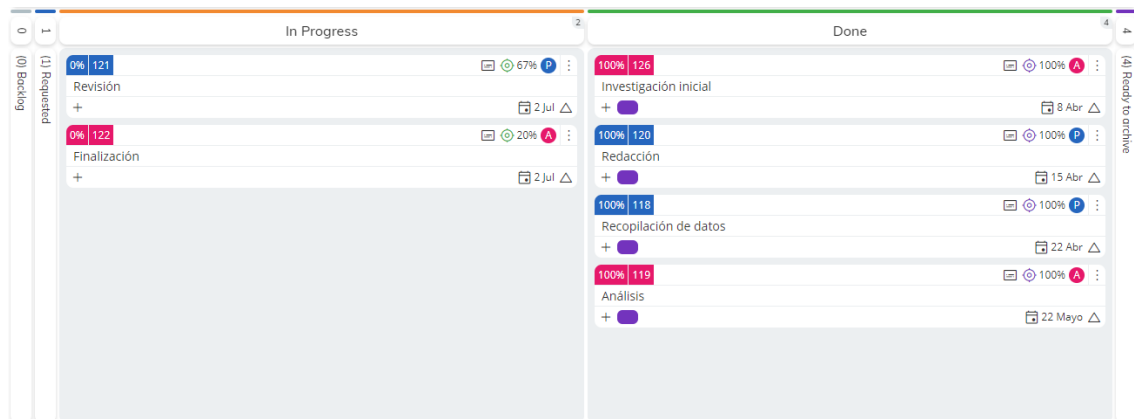 0
(0) Backlog
1
(1) Requested
In Progress
2
0% 121
67% P
Revisión
+
2 Jul
0% 122
20% A
Finalización
+
2 Jul
Done
4
100% 126
100% A
Investigación inicial
+
8 Abr
100% 120
100% P
Redacción
+
15 Abr
100% 118
100% P
Recopilación de datos
+
22 Abr
100% 119
100% A
Análisis
+
22 Mayo
4
(4) Ready to archive